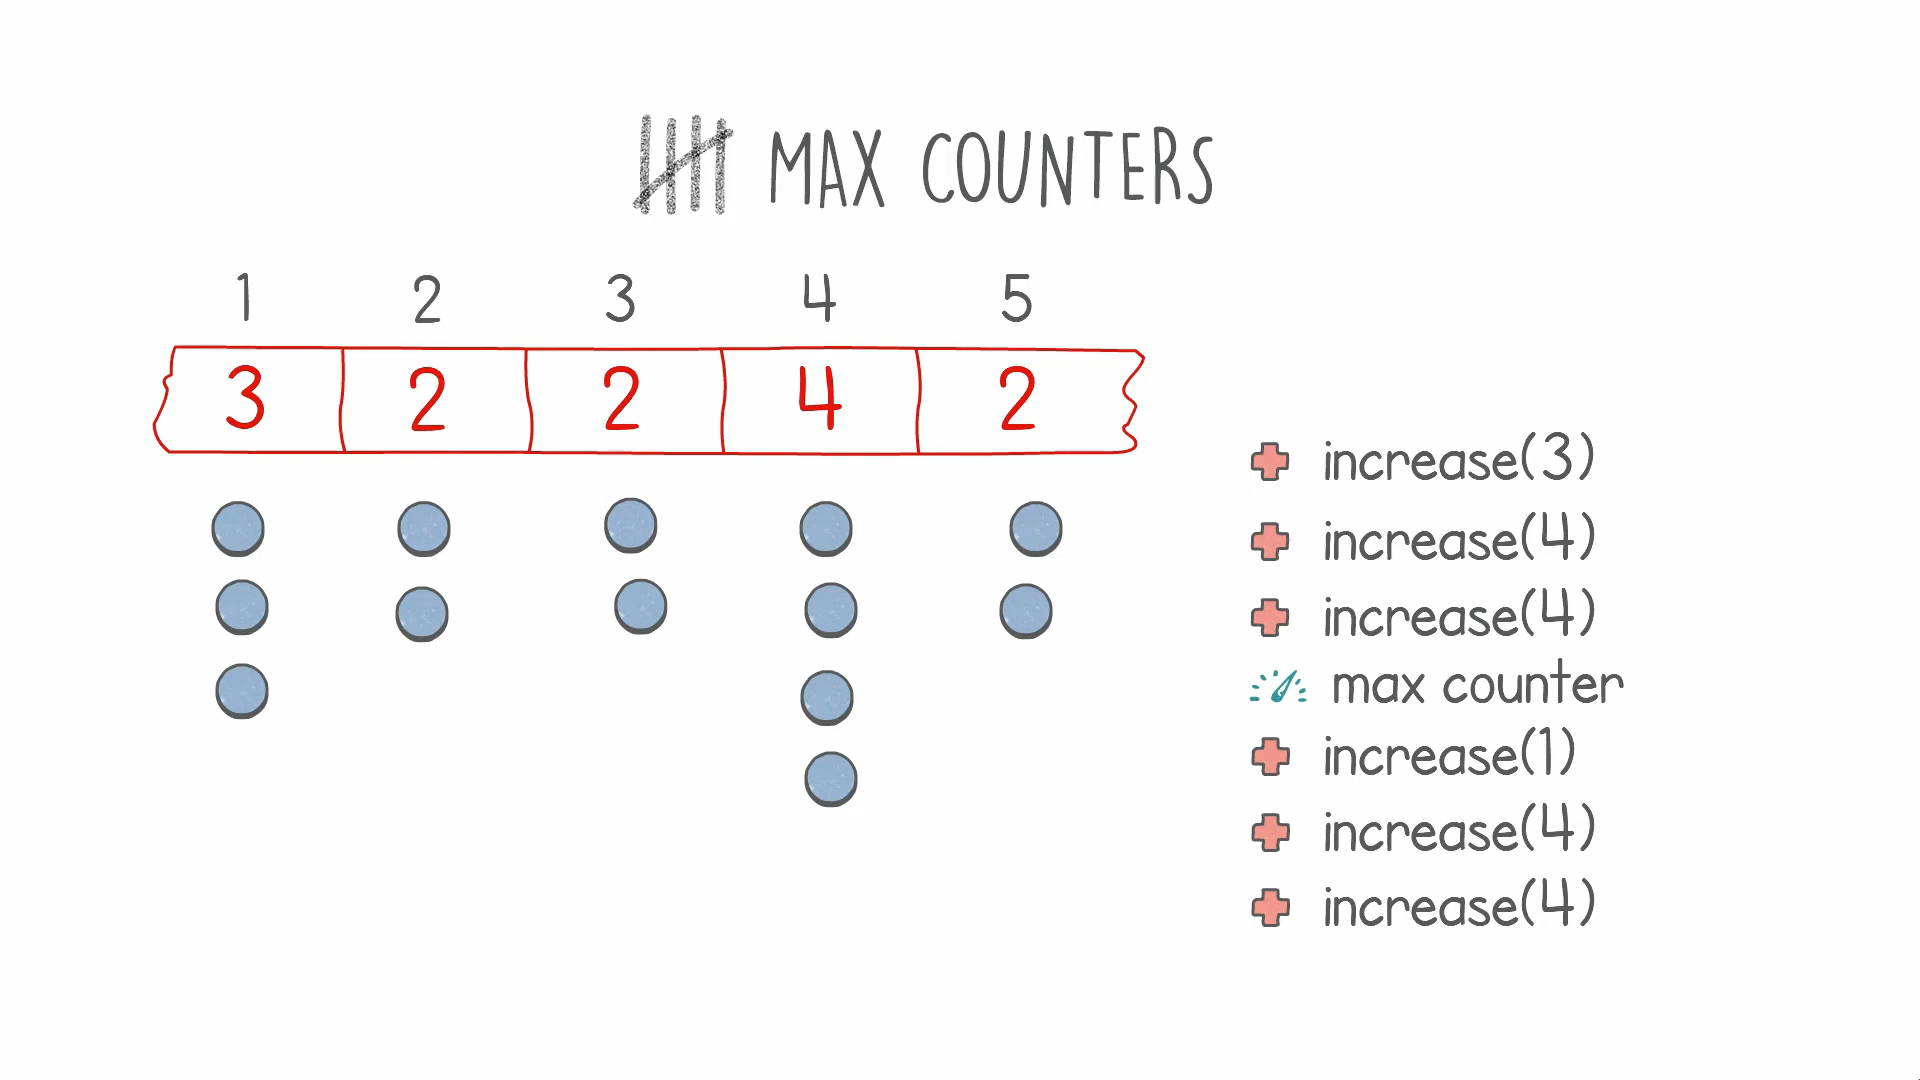 MAX COUNTERS
1 2 3 4 5
3 2 2 4 2
increase(3)
increase(4)
increase(4)
max counter
increase(1)
increase(4)
increase(4)